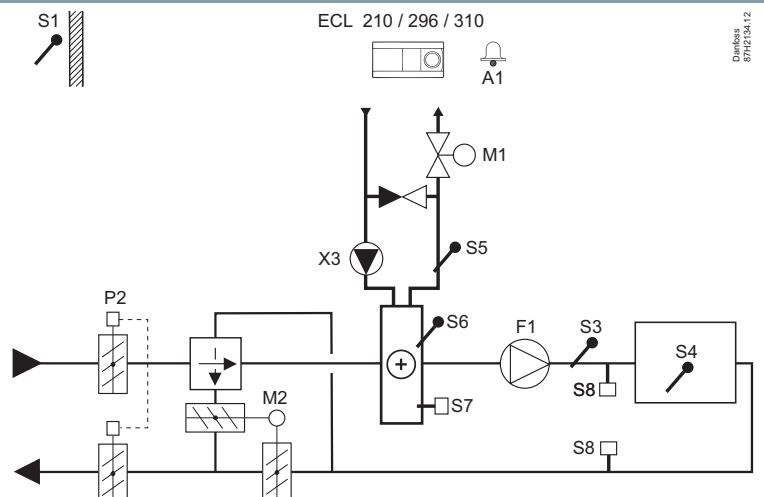 S1
ECL 210 / 296 / 310
A1
Danfoss
87H2134.12
M1
X3
S5
P2
S6
F1
S3
S4
M2
S7
S8
S8